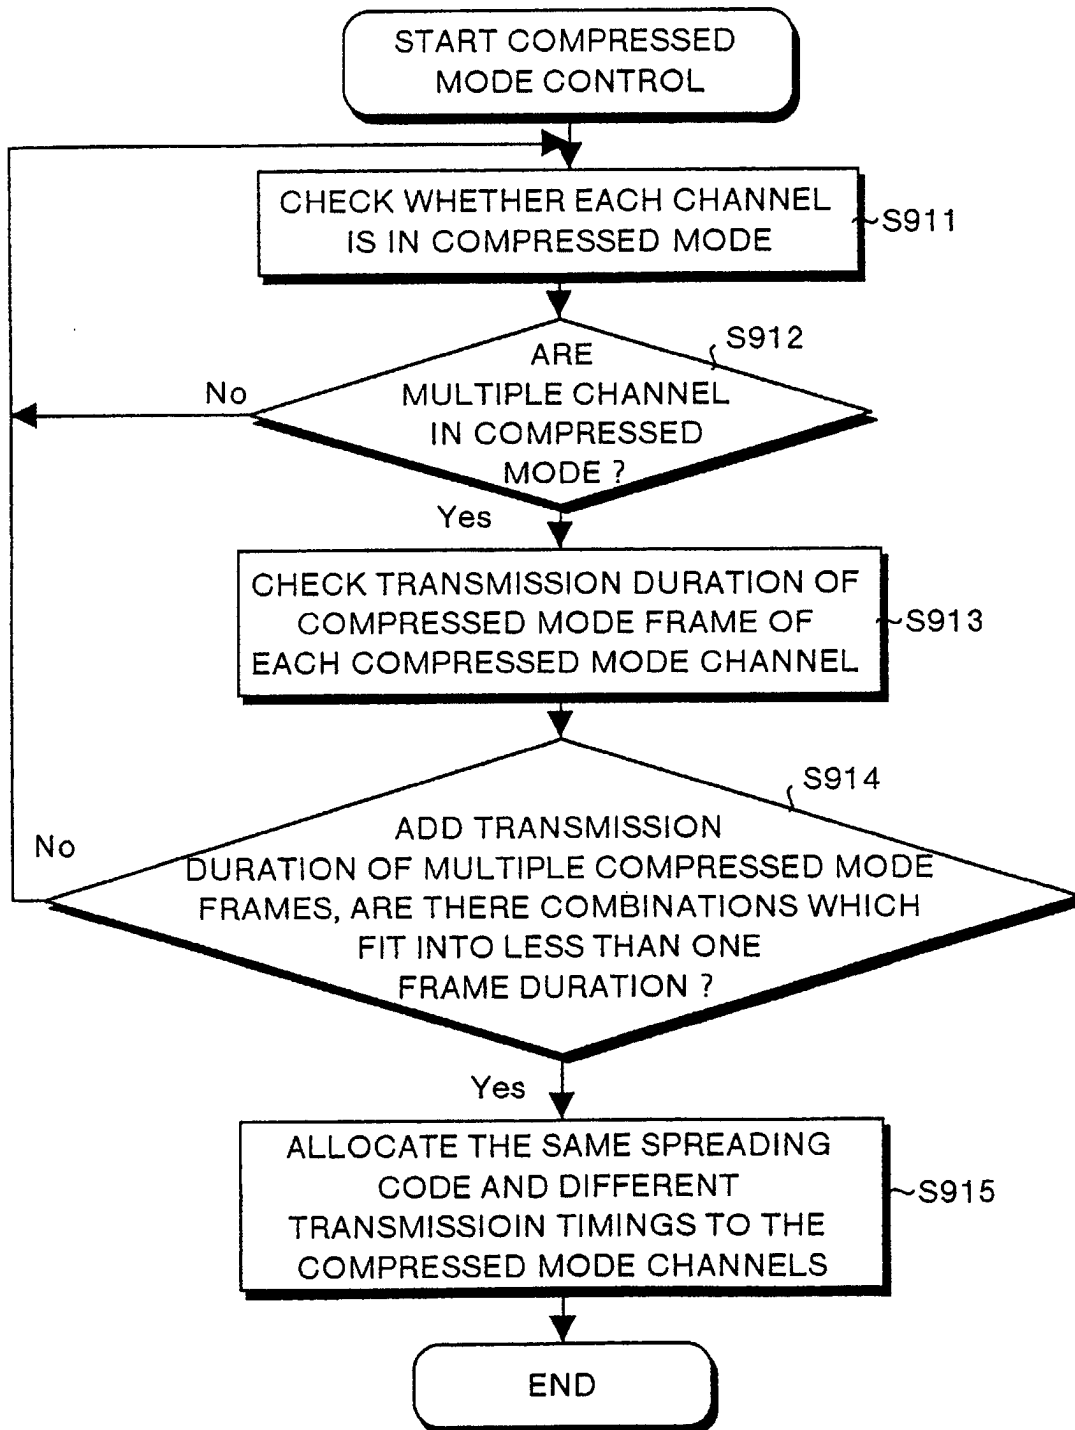 START COMPRESSED
MODE CONTROL
CHECK WHETHER EACH CHANNEL
IS IN COMPRESSED MODE
S911
S912
ARE
MULTIPLE CHANNEL
IN COMPRESSED
MODE ?
No
Yes
CHECK TRANSMISSION DURATION OF
COMPRESSED MODE FRAME OF
EACH COMPRESSED MODE CHANNEL
S913
S914
ADD TRANSMISSION
DURATION OF MULTIPLE COMPRESSED MODE
FRAMES, ARE THERE COMBINATIONS WHICH
FIT INTO LESS THAN ONE
FRAME DURATION ?
No
Yes
ALLOCATE THE SAME SPREADING
CODE AND DIFFERENT
TRANSMISSIOIN TIMINGS TO THE
COMPRESSED MODE CHANNELS
S915
END